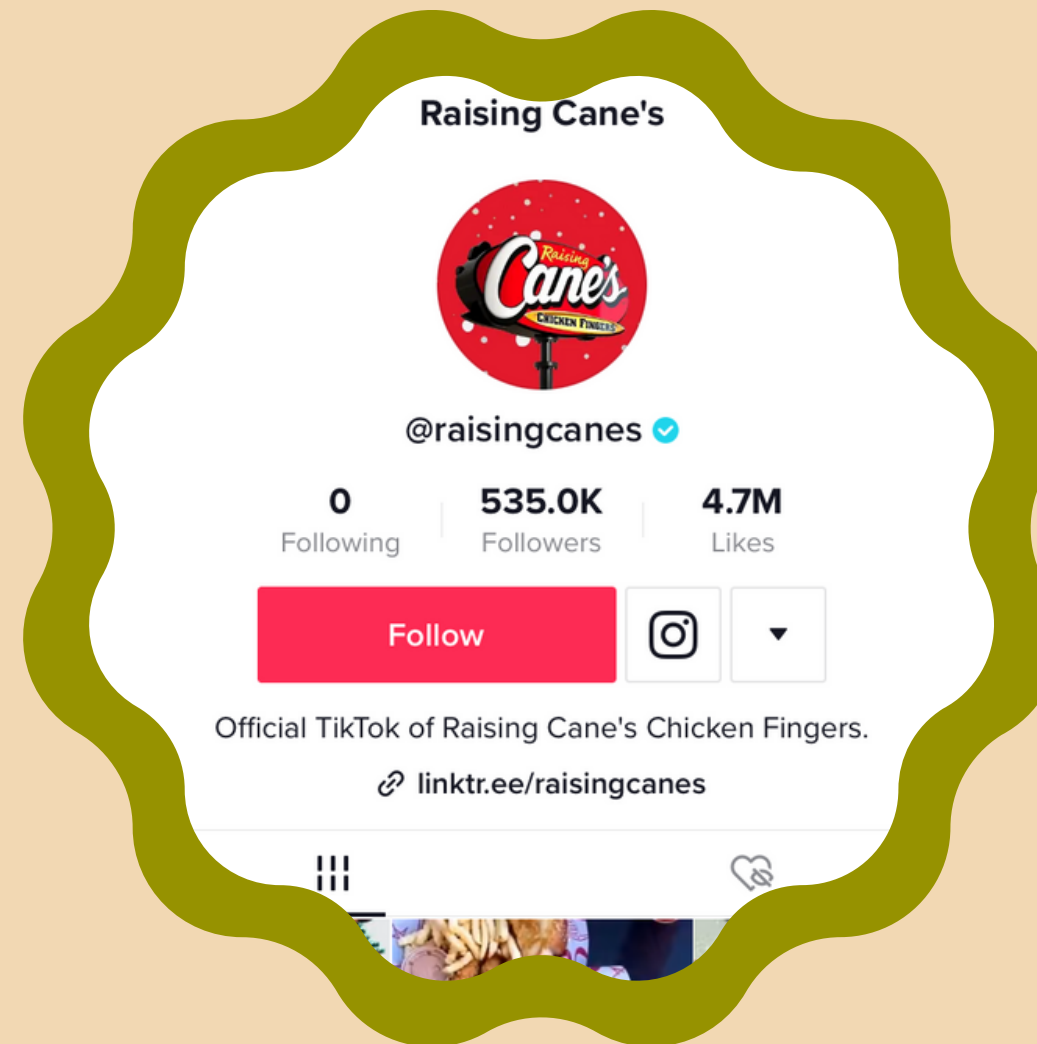 Raising Cane's
Raising
Cane's
CHICKEN FINGERS
@raisingcanes
0 535.0K 4.7M
Following Followers Likes
Follow
Official TikTok of Raising Cane's Chicken Fingers.
linktr.ee/raisingcanes